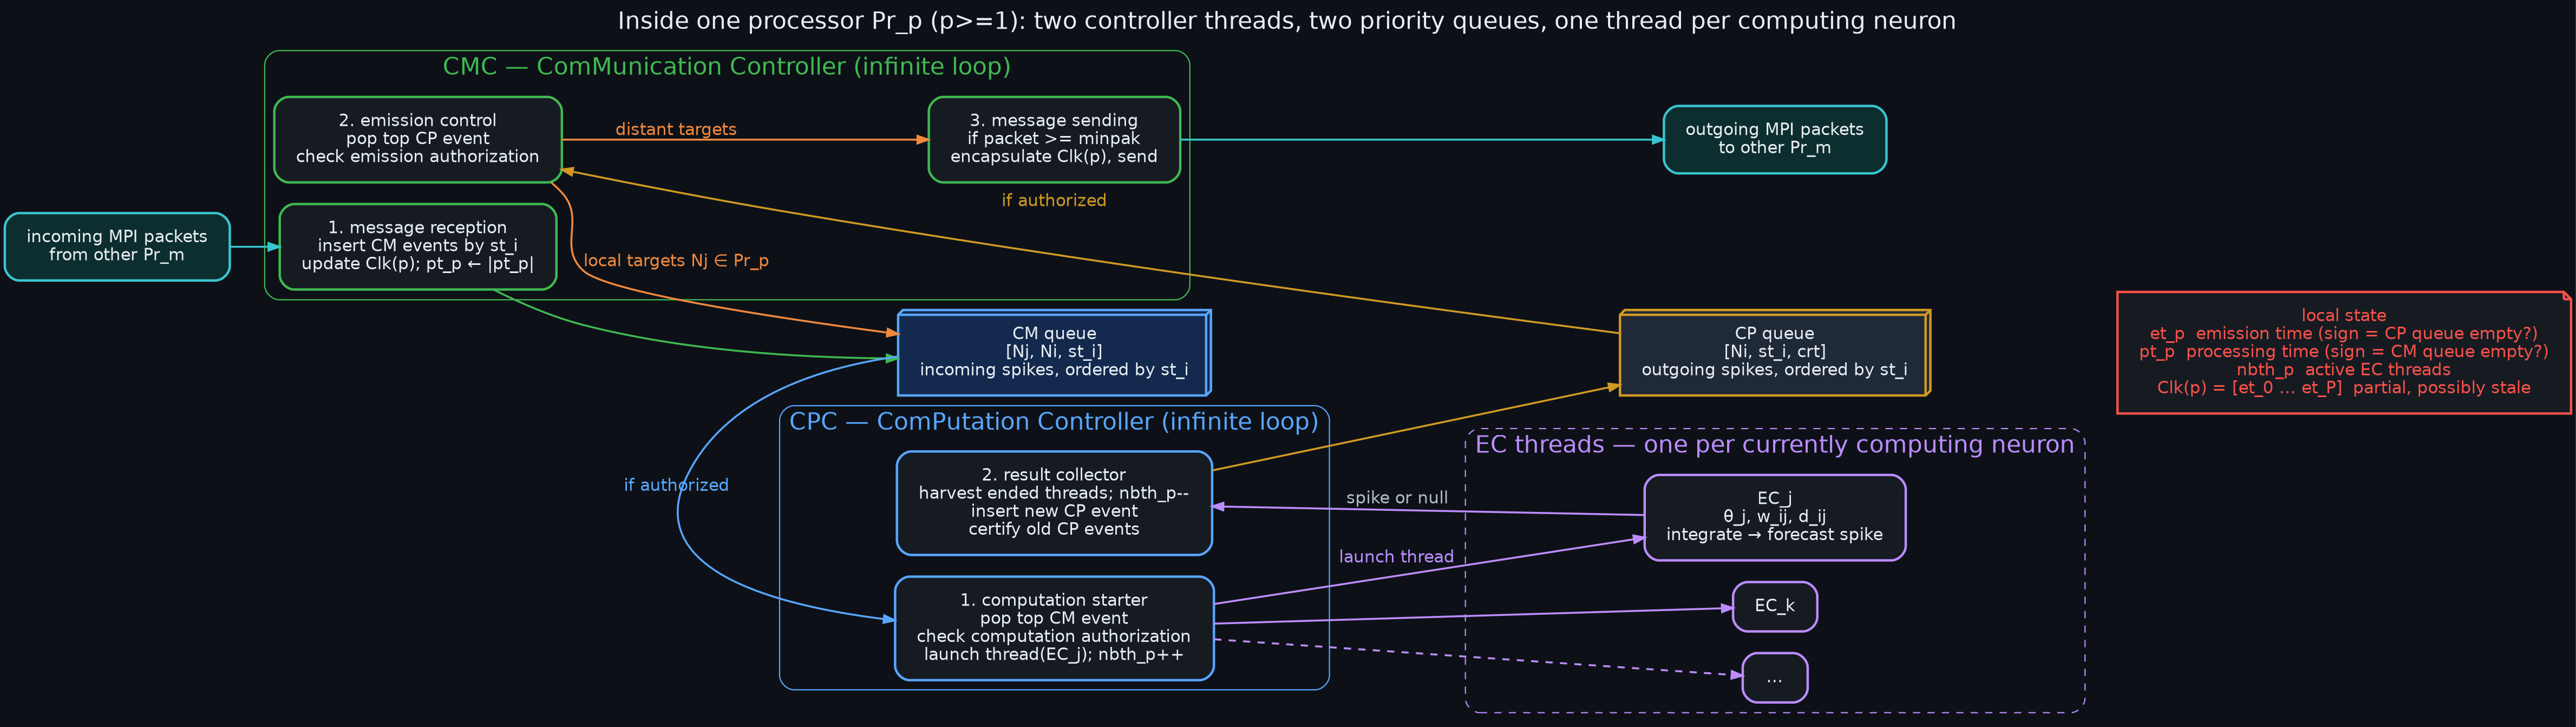 Inside one processor Pr_p (p>=1): two controller threads, two priority queues, one thread per computing neuron
CMC — ComMunication Controller (infinite loop)
2. emission control
pop top CP event
check emission authorization
distant targets
3. message sending
if packet >= minpak
encapsulate Clk(p), send
outgoing MPI packets
to other Pr_m
if authorized
incoming MPI packets
from other Pr_m
1. message reception
insert CM events by st_i
update Clk(p); pt_p ← |pt_p|
local targets Nj ∈ Pr_p
CM queue
[Nj, Ni, st_i]
incoming spikes, ordered by st_i
CP queue
[Ni, st_i, crt]
outgoing spikes, ordered by st_i
local state
et_p  emission time (sign = CP queue empty?)
pt_p  processing time (sign = CM queue empty?)
nbth_p  active EC threads
Clk(p) = [et_0 ... et_P]  partial, possibly stale
CPC — ComPutation Controller (infinite loop)
if authorized
2. result collector
harvest ended threads; nbth_p--
insert new CP event
certify old CP events
spike or null
launch thread
1. computation starter
pop top CM event
check computation authorization
launch thread(EC_j); nbth_p++
EC threads — one per currently computing neuron
EC_j
θ_j, w_ij, d_ij
integrate → forecast spike
EC_k
...